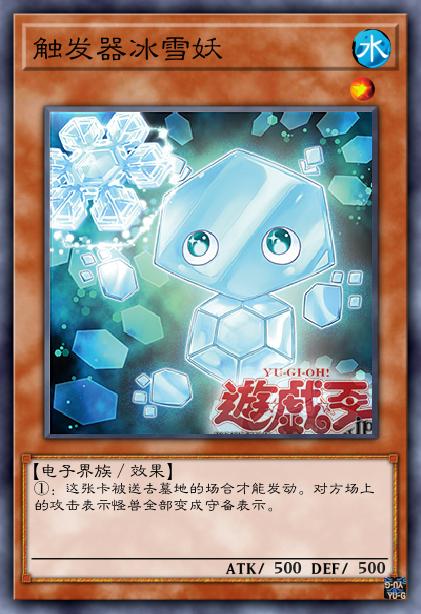 触发器冰雪妖
水
YU-GI-OH!
遊戯王
.jp
【电子界族／效果】
①：这张卡被送去墓地的场合才能发动。对方场上
的攻击表示怪兽全部变成守备表示。
ATK/ 500 DEF/ 500